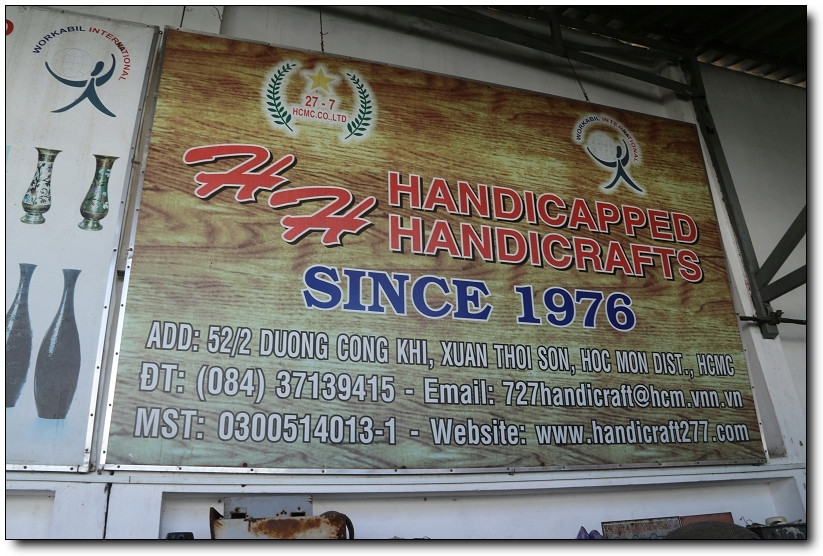 WORKABIL INTERNATIONAL
27 - 7
HCMC.CO.,LTD
WORKABIL INTERNATIONAL
HH HANDICAPPED
HANDICRAFTS
SINCE 1976
ADD: 52/2 DUONG CONG KHI, XUAN THOI SON, HOC MON DIST., HCMC
ĐT: (084) 37139415 - Email: 727handicraft@hcm.vnn.vn
MST: 0300514013-1 - Website: www.handicraft277.com